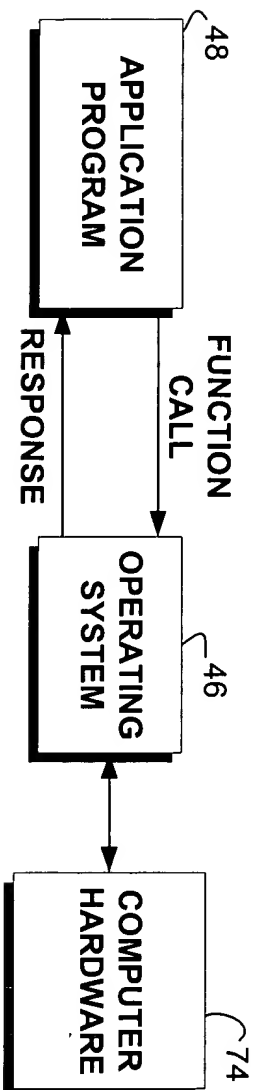 48
APPLICATION
PROGRAM
FUNCTION
CALL
RESPONSE
46
OPERATING
SYSTEM
74
COMPUTER
HARDWARE